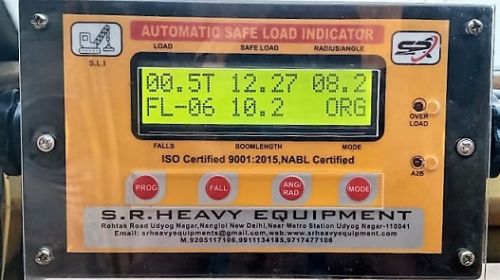 AUTOMATIC SAFE LOAD INDICATOR
S.L.I
LOAD SAFE LOAD RADIUS/ANGLE
00.5T 12.27 08.2
FL-06 10.2 ORG
FALLS BOOMLENGTH MODE
OVER
LOAD
A2B
ISO Certified 9001:2015,NABL Certified
PROG FALL ANG/
RAD MODE
S.R.HEAVY EQUIPMENT
Rohtak Road Udyog Nagar,Nangloi New Delhi,Near Metro Station Udyog Nagar-110041
Email: srheavyequipments@gmail.com,web:www.srheavyequipment.com
M.9205117106,9911134185,9717477106